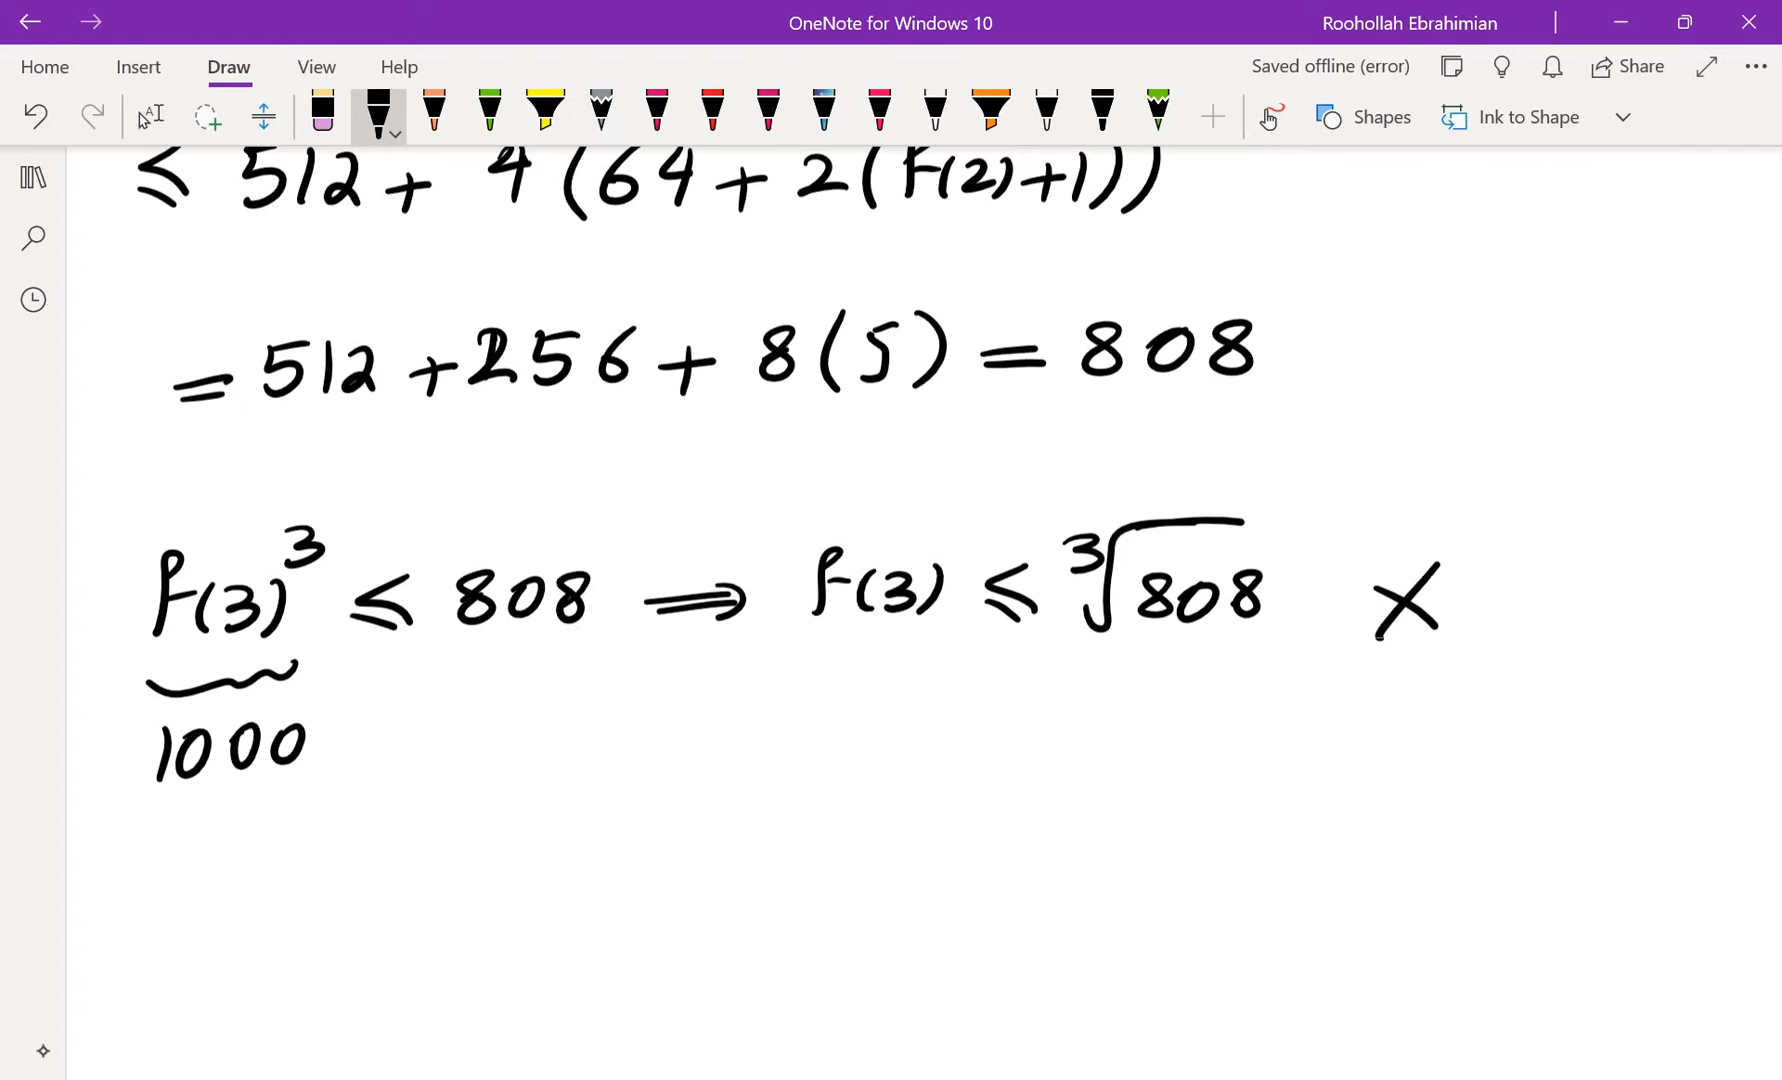 OneNote for Windows 10
Roohollah Ebrahimian
Home Insert Draw View Help
Saved offline (error) Share
Shapes Ink to Shape
≤ 512 + 4(64 + 2(f(2)+1))
= 512 + 256 + 8(5) = 808
f(3)³ ≤ 808 ⟹ f(3) ≤ ∛808 X
1000